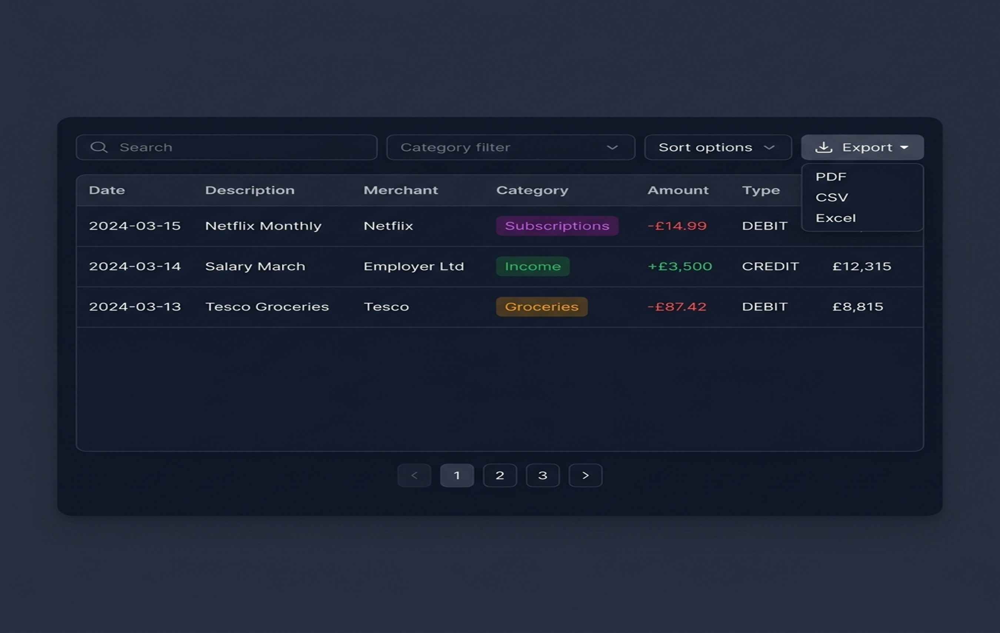 Search Category filter Sort options Export
PDF
CSV
Excel
Date Description Merchant Category Amount Type
2024-03-15 Netflix Monthly Netfiix Subscriptions -£14.99 DEBIT
2024-03-14 Salary March Employer Ltd Income +£3,500 CREDIT £12,315
2024-03-13 Tesco Groceries Tesco Groceries -£87.42 DEBIT £8,815
< 1 2 3 >